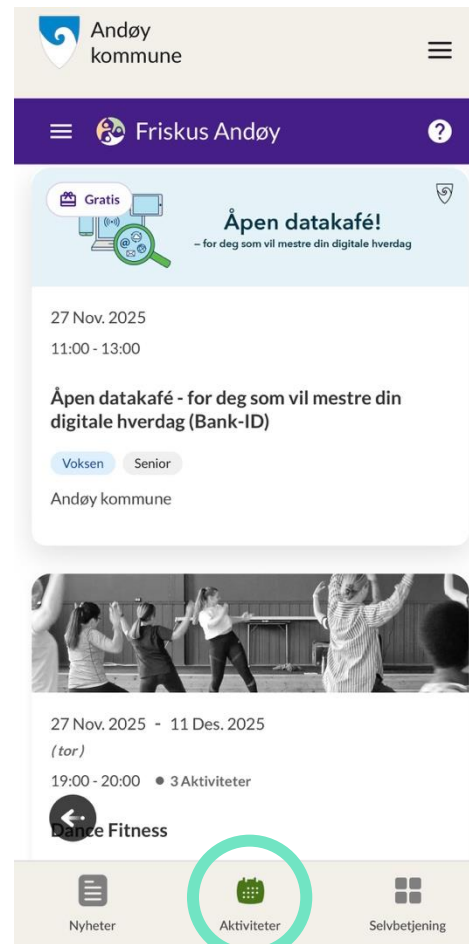 Andøy
kommune
Friskus Andøy
?
Gratis
Åpen datakafé!
– for deg som vil mestre din digitale hverdag
27 Nov. 2025
11:00 - 13:00
Åpen datakafé - for deg som vil mestre din
digitale hverdag (Bank-ID)
Voksen Senior
Andøy kommune
27 Nov. 2025 - 11 Des. 2025
(tor)
19:00 - 20:00 • 3 Aktiviteter
Dance Fitness
Nyheter Aktiviteter Selvbetjening